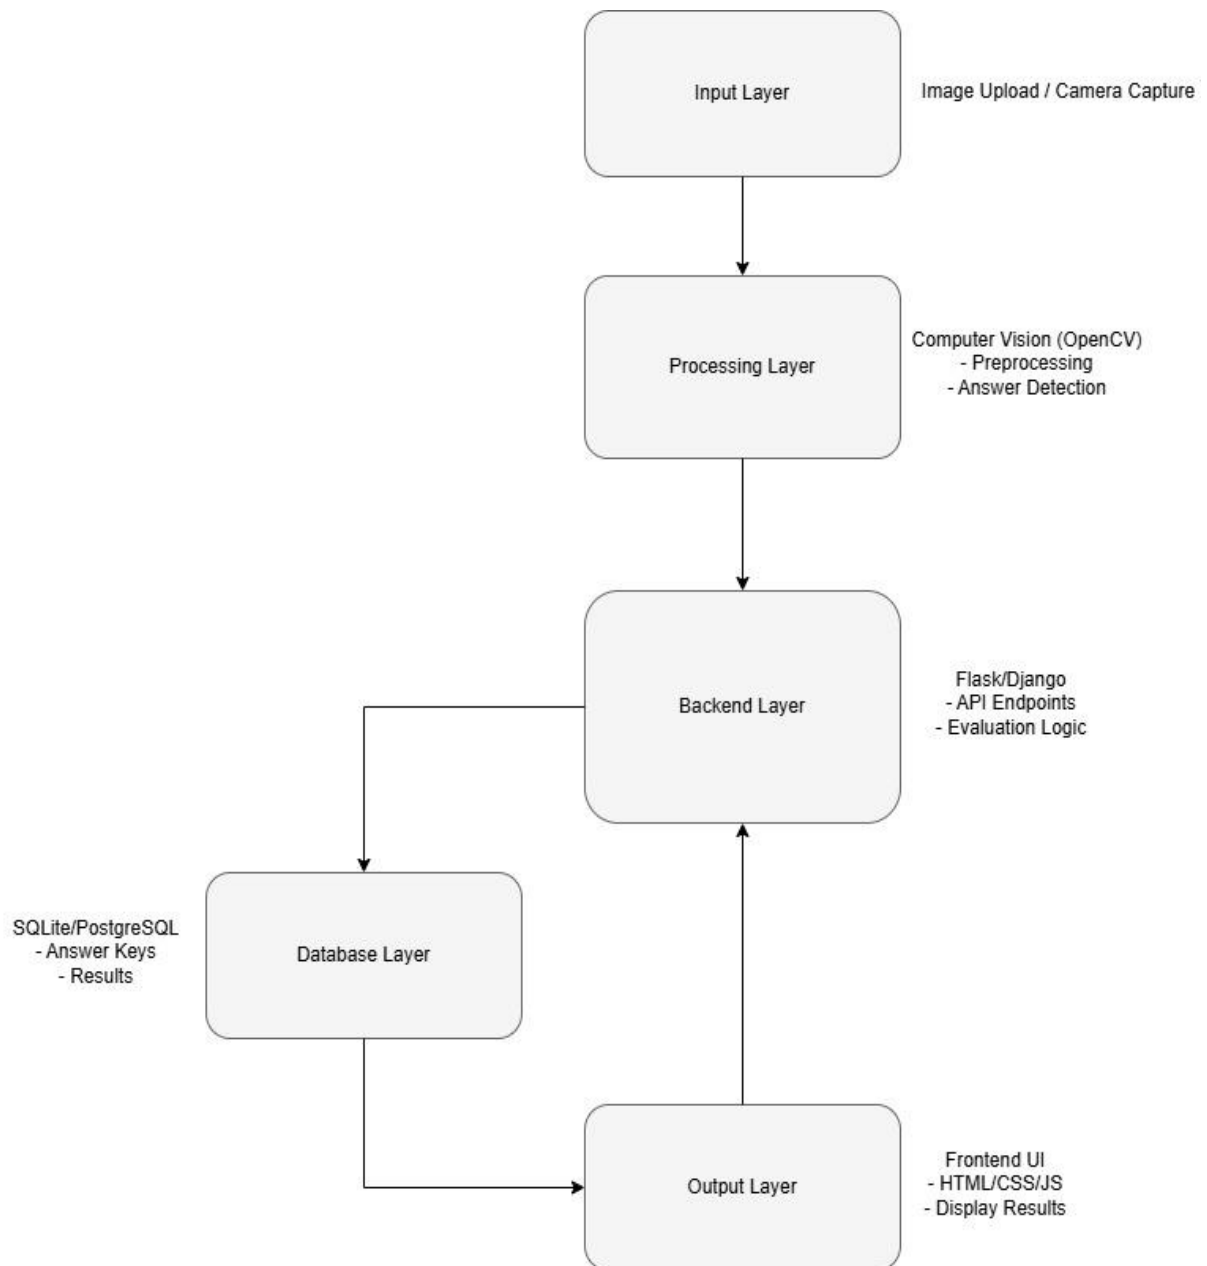 Input Layer
Image Upload / Camera Capture
Processing Layer
Computer Vision (OpenCV)
- Preprocessing
- Answer Detection
Backend Layer
Flask/Django
- API Endpoints
- Evaluation Logic
SQLite/PostgreSQL
- Answer Keys
- Results
Database Layer
Output Layer
Frontend UI
- HTML/CSS/JS
- Display Results